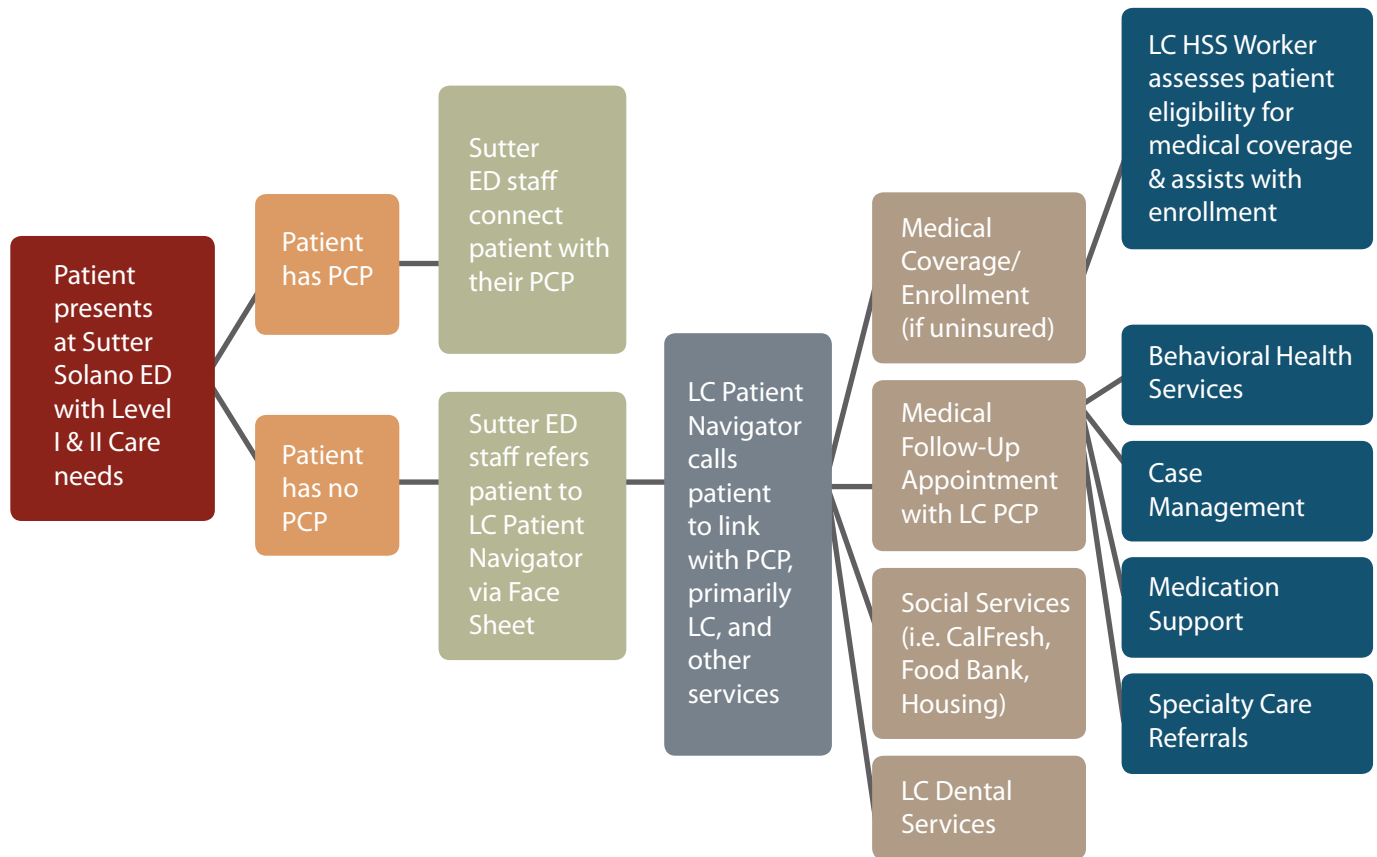 Patient
presents
at Sutter
Solano ED
with Level
I & II Care
needs
Patient
has PCP
Patient
has no
PCP
Sutter
ED staff
connect
patient with
their PCP
Sutter ED
staff refers
patient to
LC Patient
Navigator
via Face
Sheet
LC Patient
Navigator
calls
patient
to link
with PCP,
primarily
LC, and
other
services
Medical
Coverage/
Enrollment
(if uninsured)
Medical
Follow-Up
Appointment
with LC PCP
Social Services
(i.e. CalFresh,
Food Bank,
Housing)
LC Dental
Services
LC HSS Worker
assesses patient
eligibility for
medical coverage
& assists with
enrollment
Behavioral Health
Services
Case
Management
Medication
Support
Specialty Care
Referrals